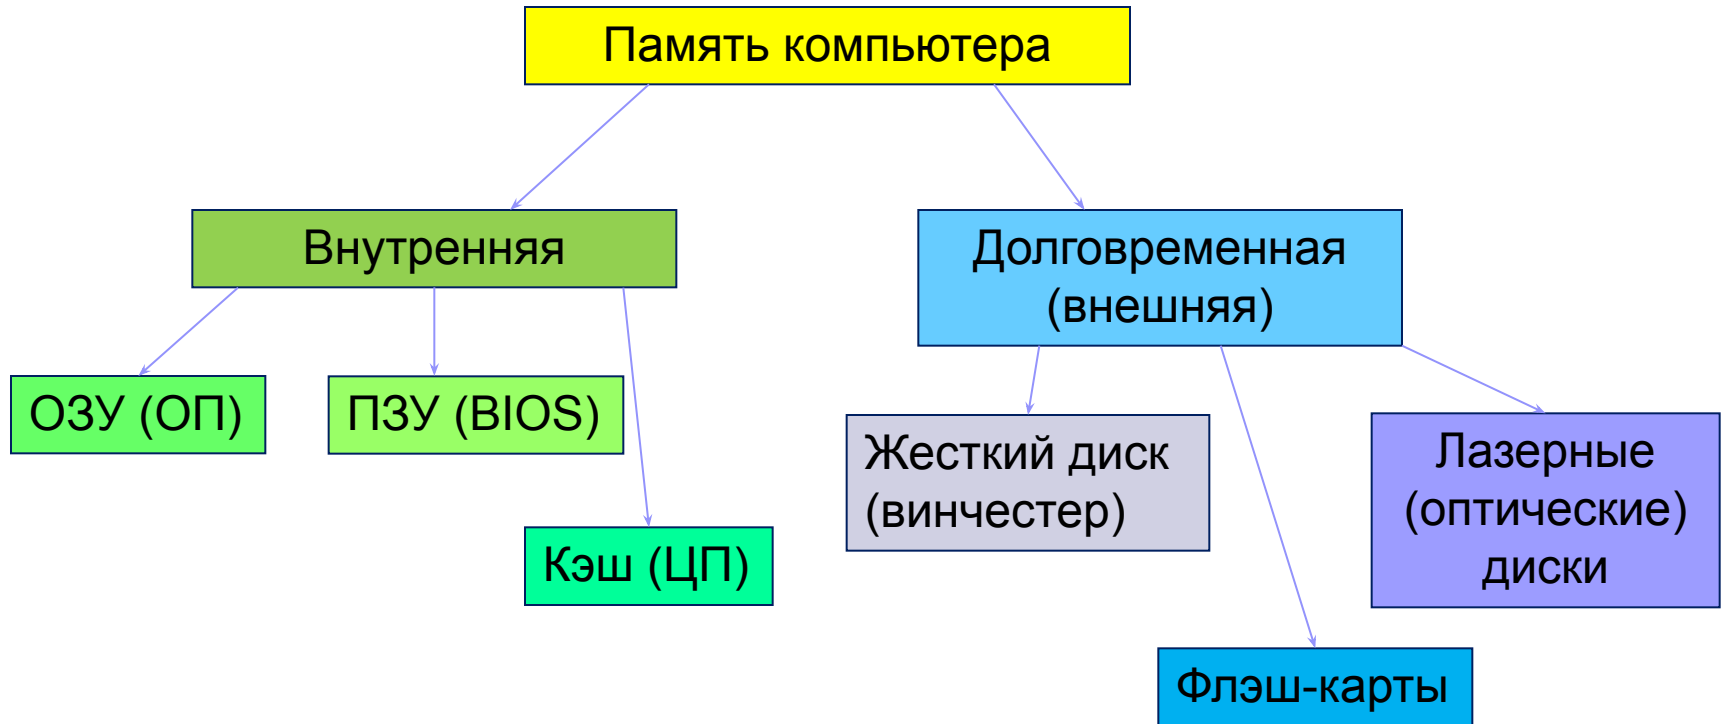 Память компьютера
Внутренняя
Долговременная
(внешняя)
ОЗУ (ОП)
ПЗУ (BIOS)
Кэш (ЦП)
Жесткий диск
(винчестер)
Флэш-карты
Лазерные
(оптические)
диски